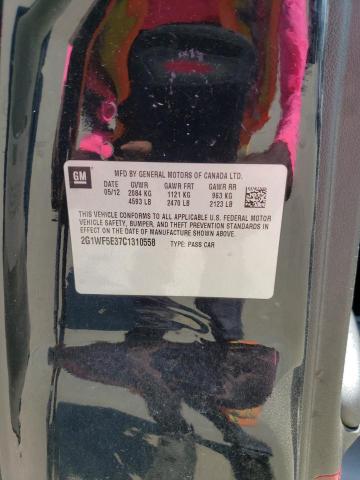 GM
MFD BY GENERAL MOTORS OF CANADA LTD.
DATE GVWR GAWR FRT GAWR RR
05/12 2084 KG 1121 KG 963 KG
4593 LB 2470 LB 2123 LB
THIS VEHICLE CONFORMS TO ALL APPLICABLE U.S. FEDERAL MOTOR
VEHICLE SAFETY, BUMPER, AND THEFT PREVENTION STANDARDS IN
EFFECT ON THE DATE OF MANUFACTURE SHOWN ABOVE.
2G1WF5E37C1310558 TYPE: PASS CAR